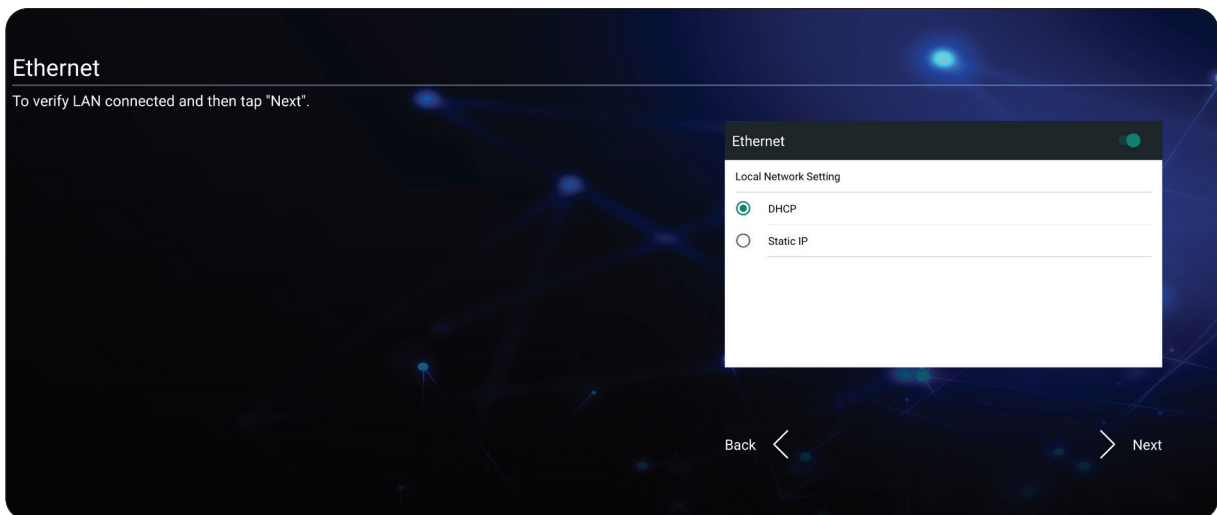 Ethernet
To verify LAN connected and then tap "Next".
Ethernet
Local Network Setting
DHCP
Static IP
Back
Next